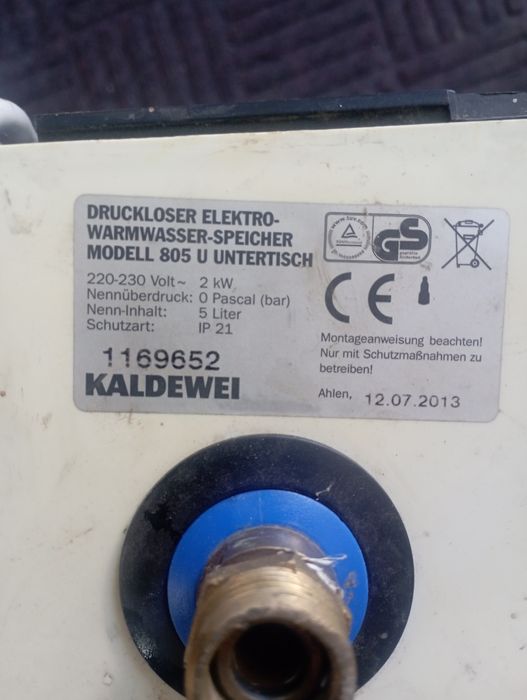 DRUCKLOSER ELEKTRO-
WARMWASSER-SPEICHER
MODELL 805 U UNTERTISCH
220-230 Volt~ 2 kW
Nennüberdruck: 0 Pascal (bar)
Nenn-Inhalt: 5 Liter
Schutzart: IP 21
1169652
KALDEWEI
GS
geprüfte
Sicherheit
CE
Montageanweisung beachten!
Nur mit Schutzmaßnahmen zu
betreiben!
Ahlen, 12.07.2013